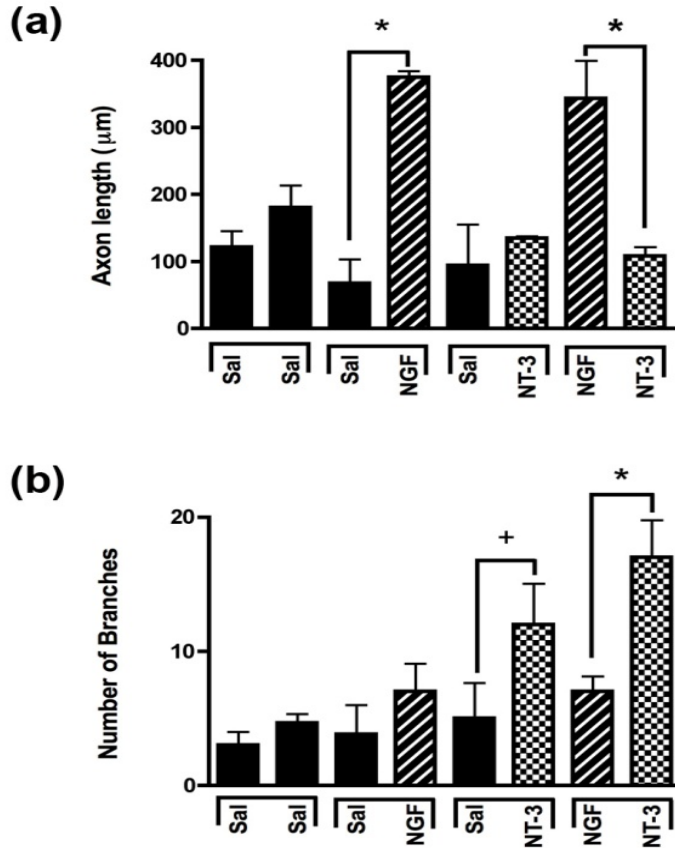 (a)
*
*
Axon length (μm)
400
300
200
100
0
Sal
Sal
Sal
NGF
Sal
NT-3
NGF
NT-3
(b)
*
+
Number of Branches
20
10
0
Sal
Sal
Sal
NGF
Sal
NT-3
NGF
NT-3